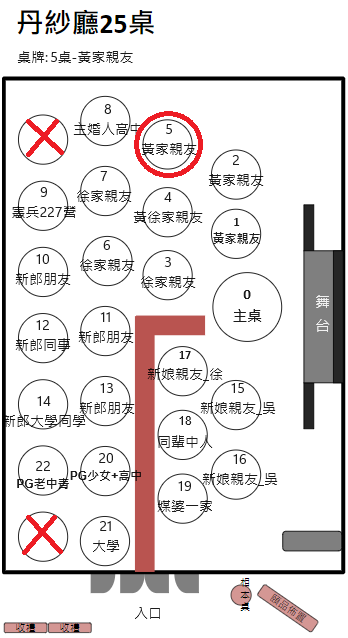 丹紗廳25桌
桌牌:5桌-黃家親友
8
主婚人高中
5
黃家親友
2
黃家親友
7
徐家親友
9
憲兵227營
4
黃徐家親友
1
黃家親友
6
徐家親友
10
新郎朋友
3
徐家親友
0
主桌
舞台
11
新郎朋友
12
新郎同事
17
新娘親友_徐
15
新娘親友_吳
13
新郎朋友
14
新郎大學同學
18
同輩中人
16
新娘親友_吳
20
PG少女+高中
22
PG老中青
19
媒婆一家
21
大學
入口
相本桌
收禮
收禮